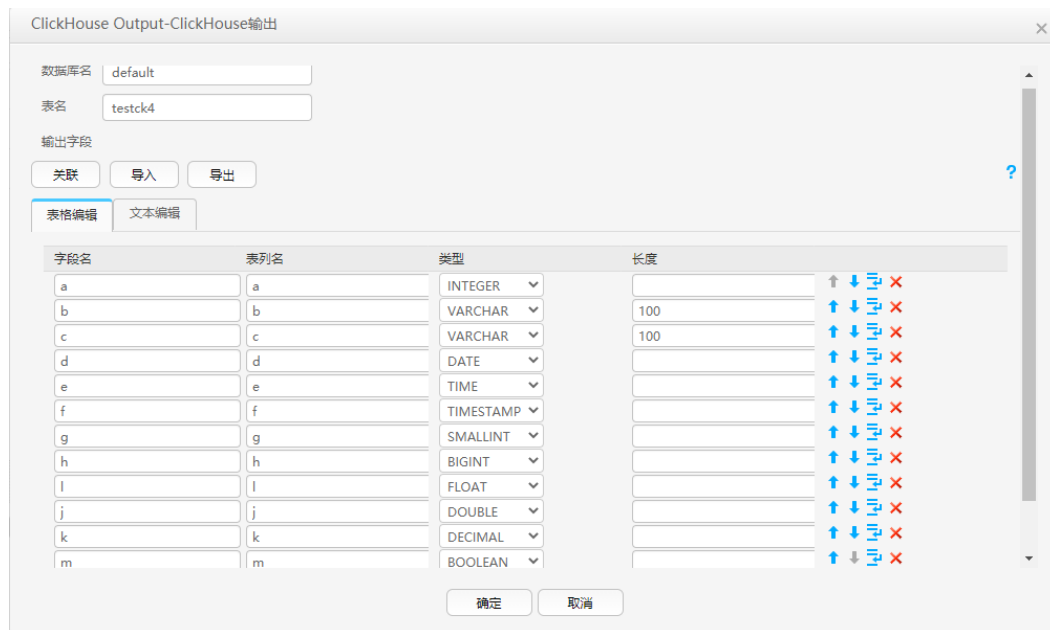 ClickHouse Output-ClickHouse输出
数据库名 default
表名 testck4
输出字段
关联 导入 导出
?
表格编辑 文本编辑
字段名 表列名 类型 长度
a a INTEGER
b b VARCHAR 100
c c VARCHAR 100
d d DATE
e e TIME
f f TIMESTAMP
g g SMALLINT
h h BIGINT
l l FLOAT
j j DOUBLE
k k DECIMAL
m m BOOLEAN
确定 取消